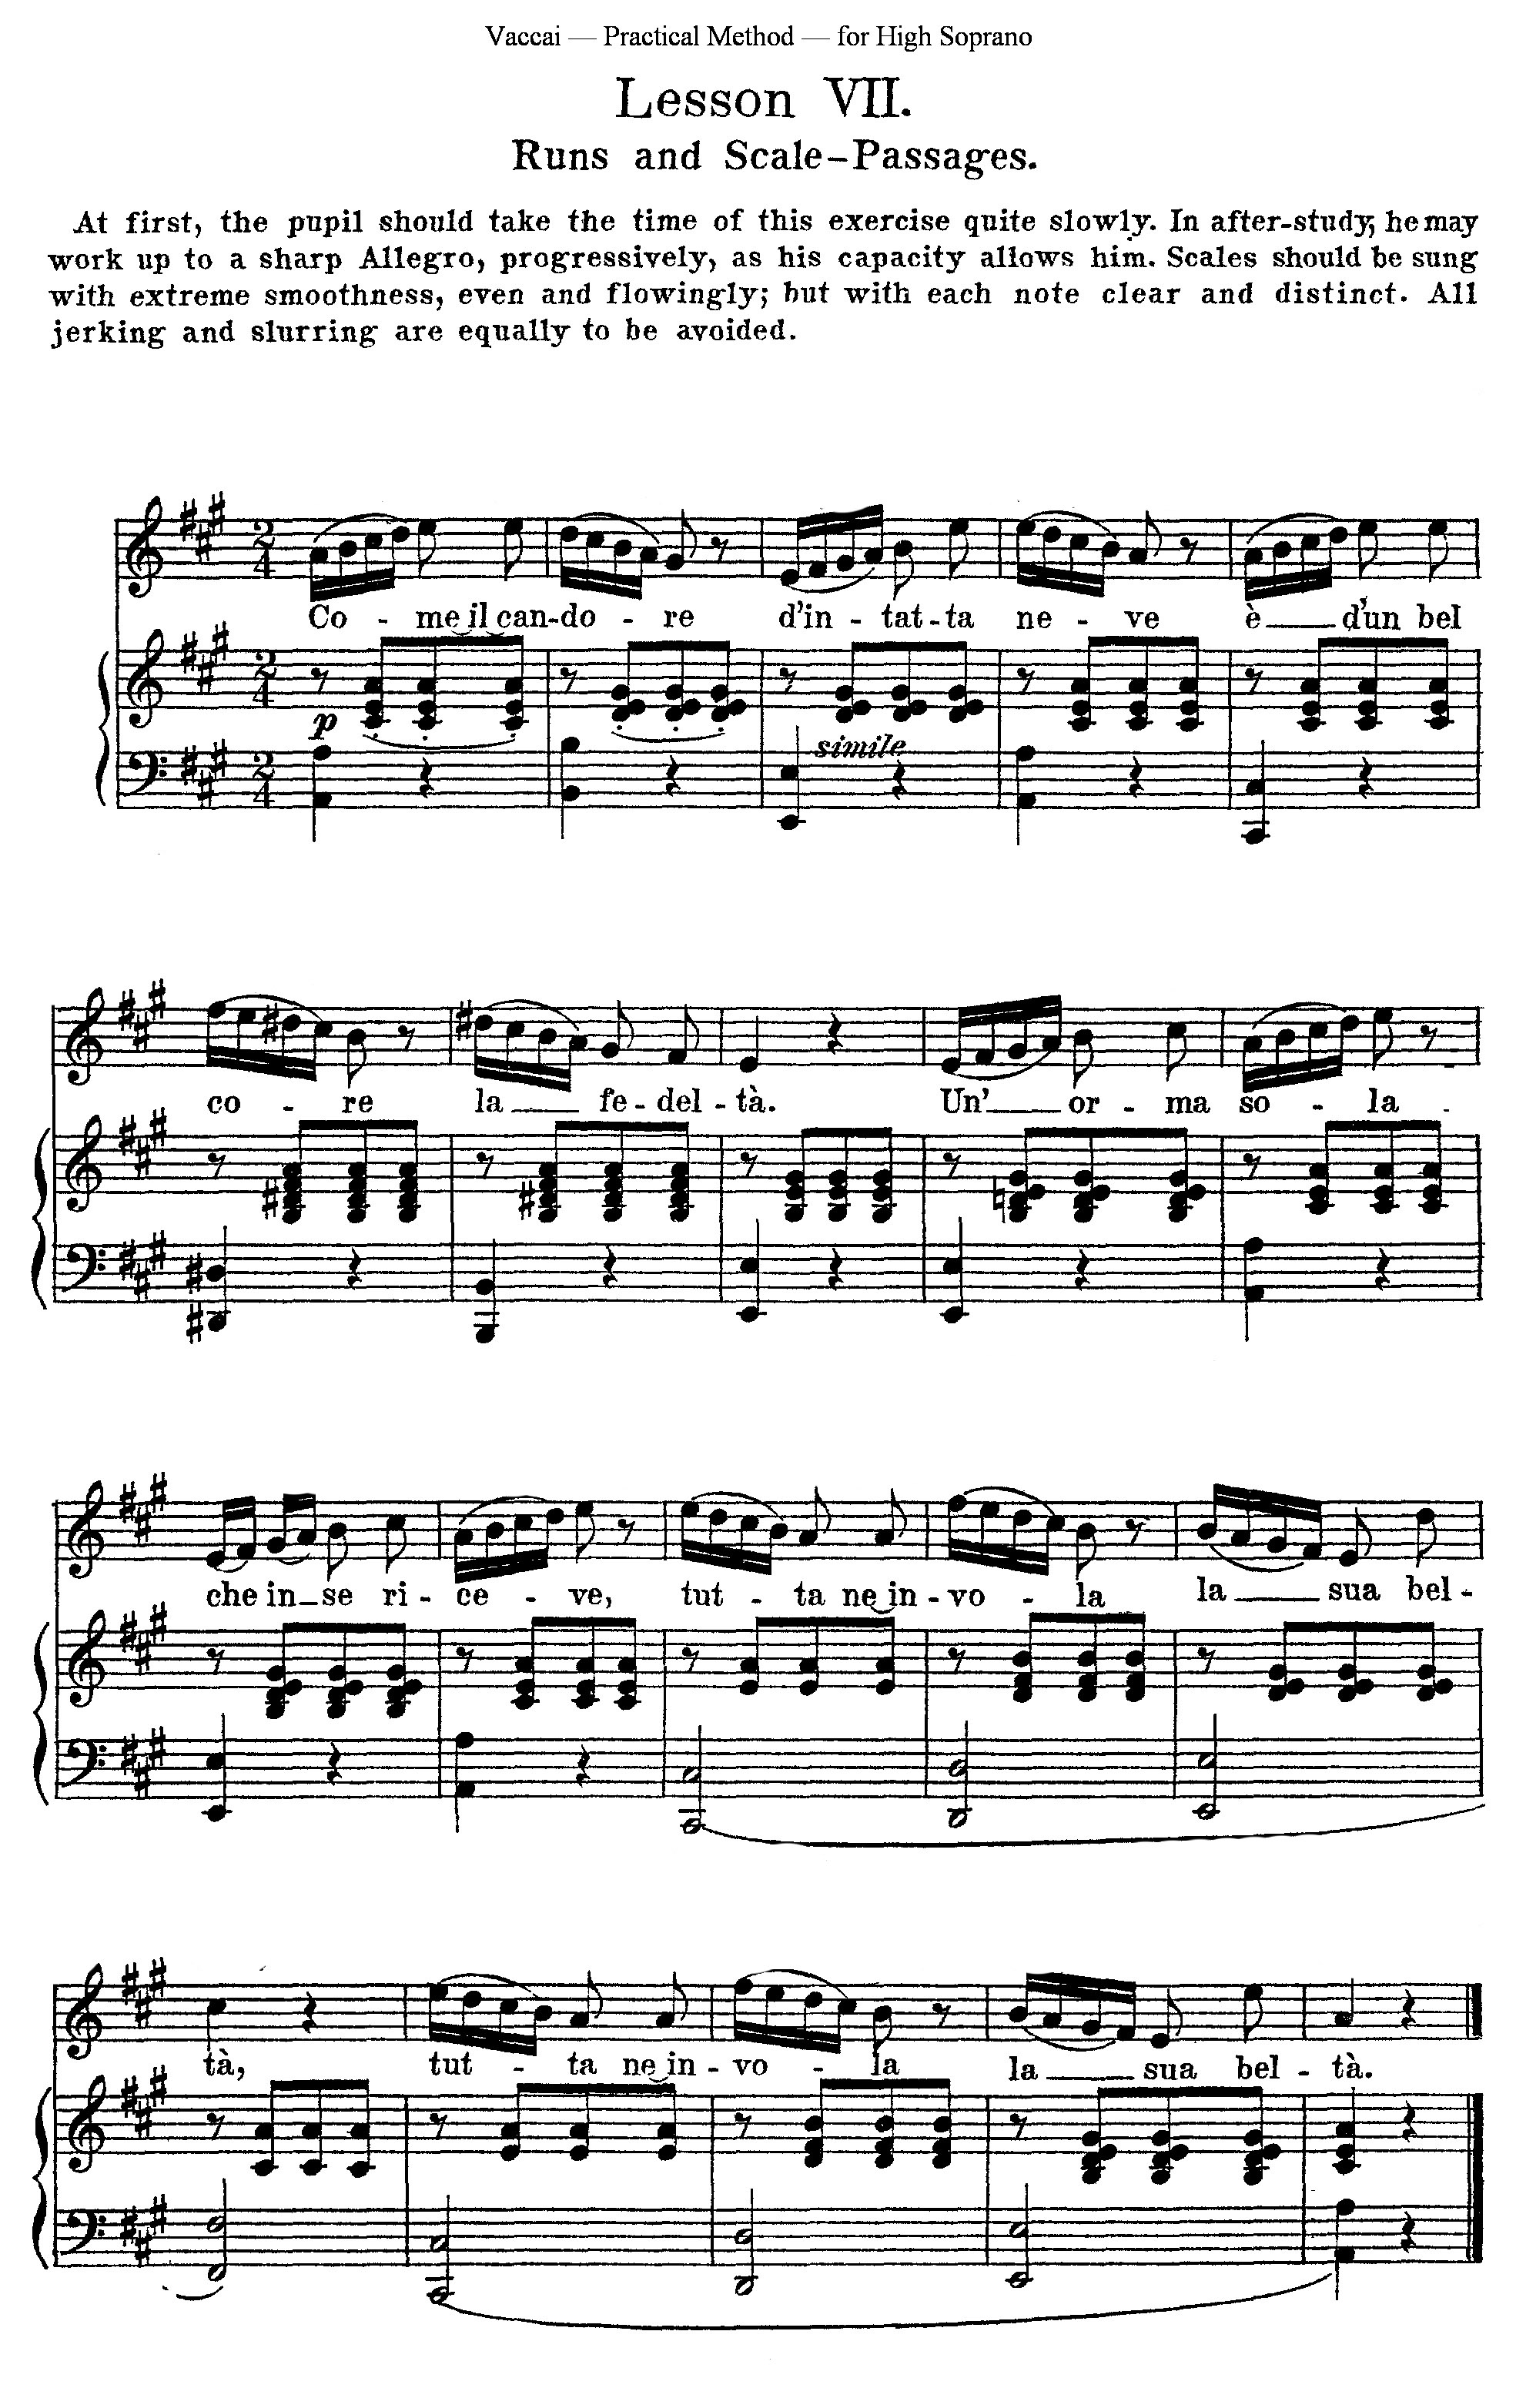 Vaccai — Practical Method — for High Soprano
Lesson VII.
Runs and Scale-Passages.
At first, the pupil should take the time of this exercise quite slowly. In after-study, he may
work up to a sharp Allegro, progressively, as his capacity allows him. Scales should be sung
with extreme smoothness, even and flowingly; but with each note clear and distinct. All
jerking and slurring are equally to be avoided.
2 4
Co - me il can-do - re d'in - tat-ta ne - ve è d'un bel
2 4
p
simile
2 4
co - re la fe-del-tà. Un' or - ma so - la
che in se ri - ce - ve, tut - ta ne in - vo - la la sua bel -
tà, tut - ta ne in - vo - la la sua bel - tà.